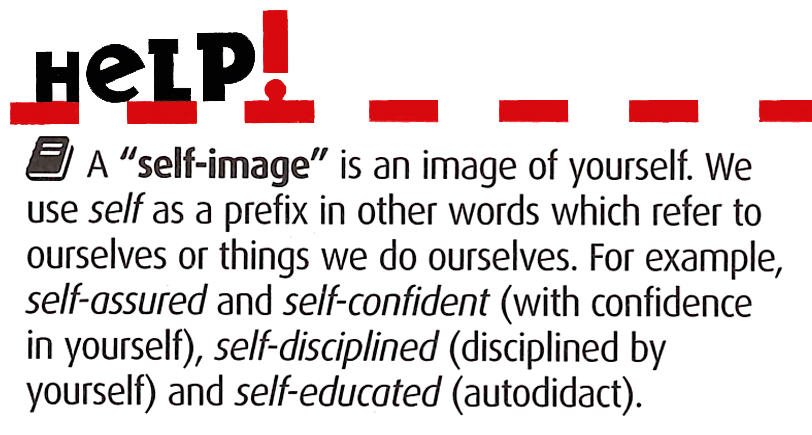 HeLP!
A "self-image" is an image of yourself. We
use self as a prefix in other words which refer to
ourselves or things we do ourselves. For example,
self-assured and self-confident (with confidence
in yourself), self-disciplined (disciplined by
yourself) and self-educated (autodidact).